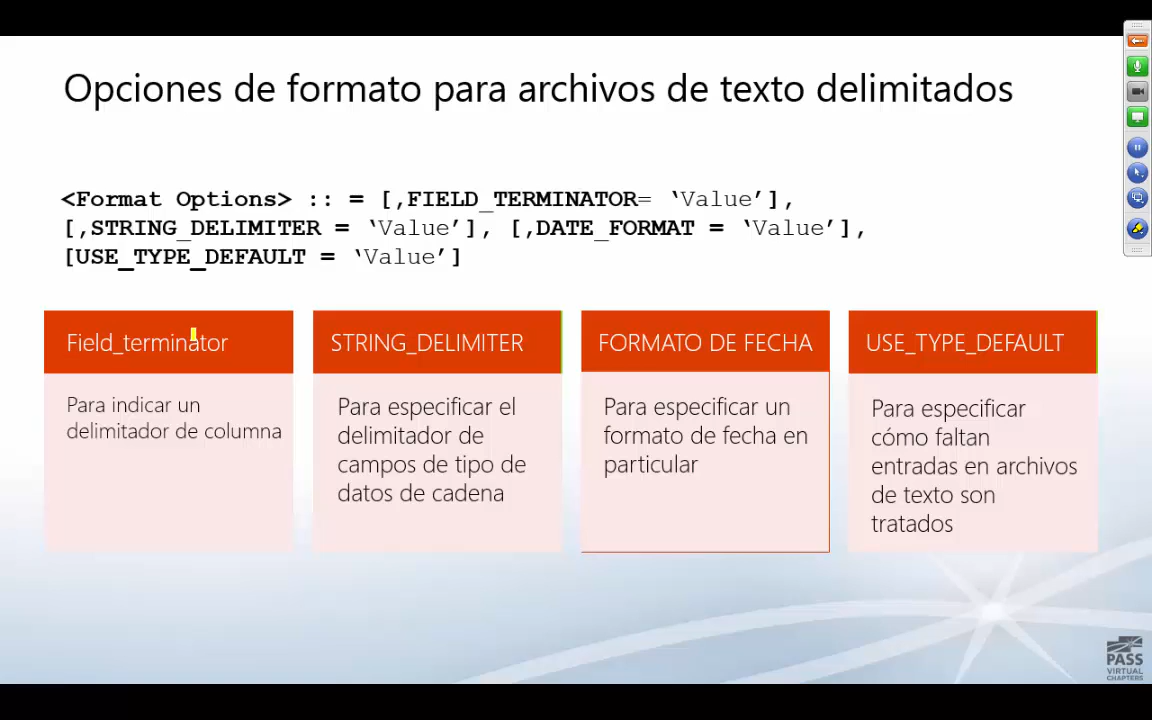 Opciones de formato para archivos de texto delimitados
<Format Options> :: = [,FIELD_TERMINATOR= ‘Value’],
[,STRING_DELIMITER = ‘Value’], [,DATE_FORMAT = ‘Value’],
[USE_TYPE_DEFAULT = ‘Value’]
Field_terminator
Para indicar un
delimitador de columna
STRING_DELIMITER
Para especificar el
delimitador de
campos de tipo de
datos de cadena
FORMATO DE FECHA
Para especificar un
formato de fecha en
particular
USE_TYPE_DEFAULT
Para especificar
cómo faltan
entradas en archivos
de texto son
tratados
PASS
VIRTUAL
CHAPTERS